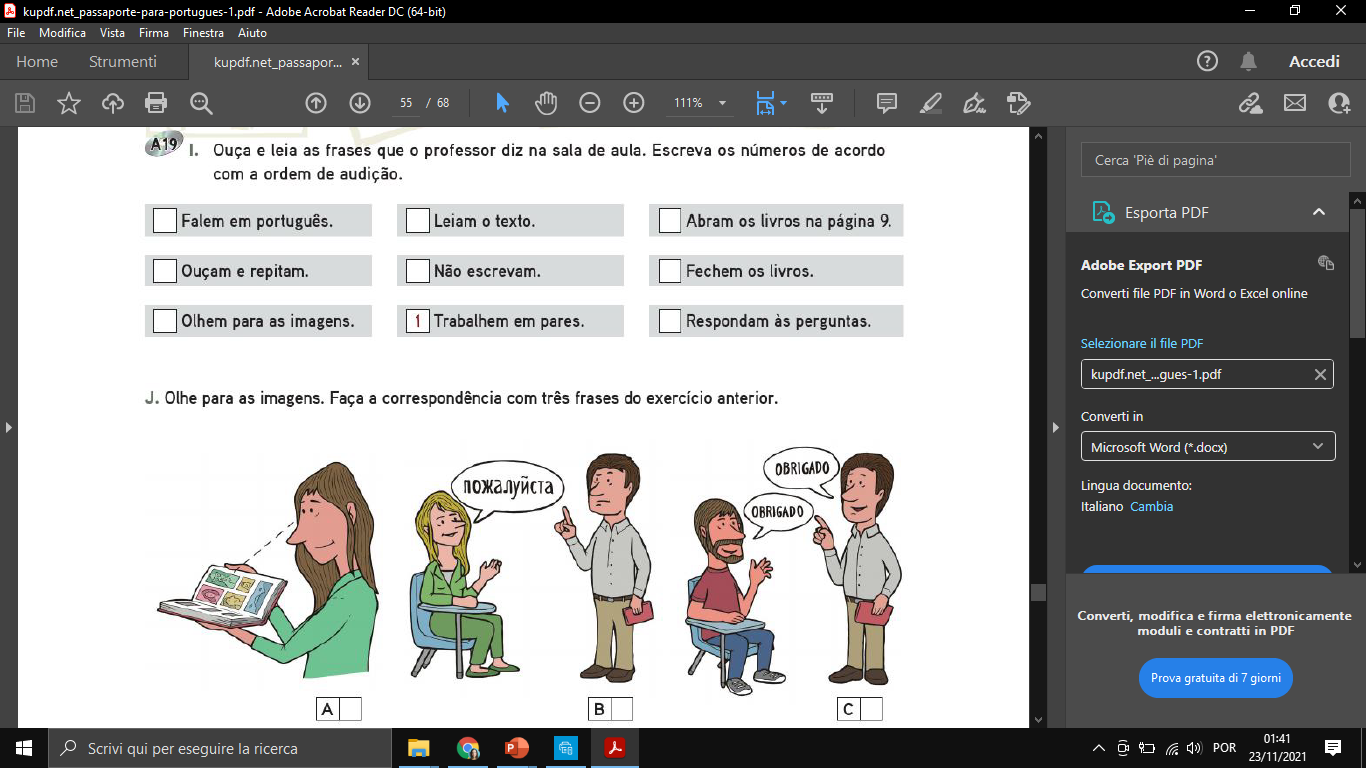 kupdf.net_passaporte-para-portugues-1.pdf - Adobe Acrobat Reader DC (64-bit)
File Modifica Vista Firma Finestra Aiuto
Home Strumenti kupdf.net_passapor... × Accedi
55 / 68 111%
A19 I. Ouça e leia as frases que o professor diz na sala de aula. Escreva os números de acordo
com a ordem de audição.
Falem em português. Leiam o texto. Abram os livros na página 9.
Ouçam e repitam. Não escrevam. Fechem os livros.
Olhem para as imagens. 1 Trabalhem em pares. Respondam às perguntas.
J. Olhe para as imagens. Faça a correspondência com três frases do exercício anterior.
пожалуйста
OBRIGADO
OBRIGADO
A B C
Cerca 'Piè di pagina'
Esporta PDF
Adobe Export PDF
Converti file PDF in Word o Excel online
Selezionare il file PDF
kupdf.net_...gues-1.pdf
Converti in
Microsoft Word (*.docx)
Lingua documento:
Italiano Cambia
Converti, modifica e firma elettronicamente
moduli e contratti in PDF
Prova gratuita di 7 giorni
Scrivi qui per eseguire la ricerca
POR
01:41
23/11/2021